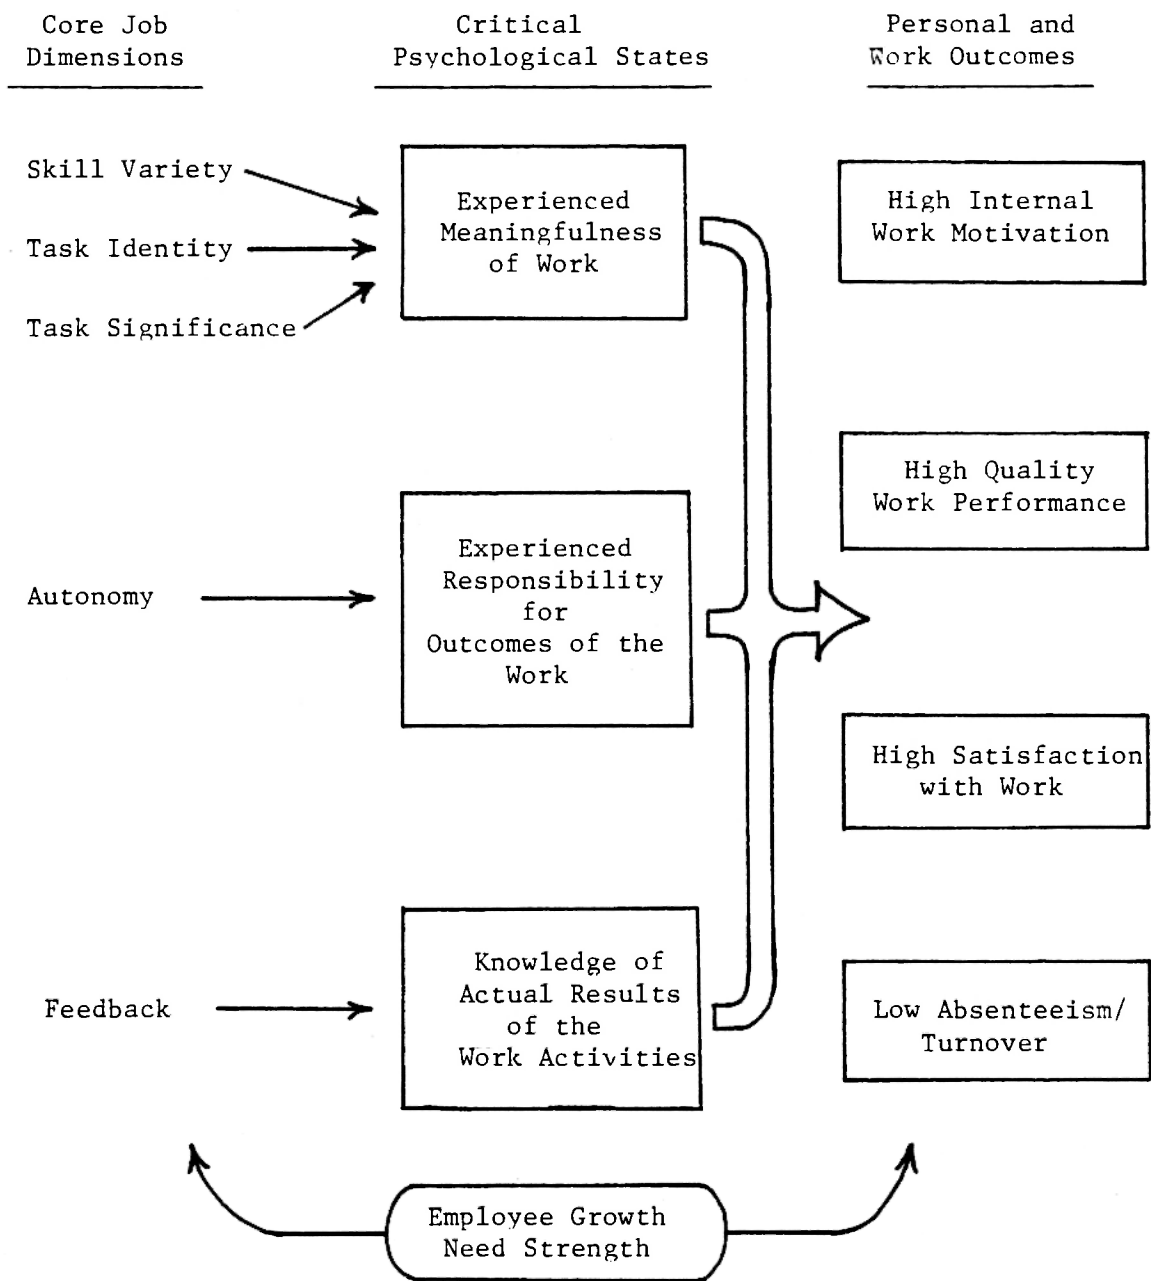 Core Job
Dimensions
Critical
Psychological States
Personal and
Work Outcomes
Skill Variety
Task Identity
Task Significance
Experienced
Meaningfulness
of Work
High Internal
Work Motivation
High Quality
Work Performance
Autonomy
Experienced
Responsibility
for
Outcomes of the
Work
High Satisfaction
with Work
Feedback
Knowledge of
Actual Results
of the
Work Activities
Low Absenteeism/
Turnover
Employee Growth
Need Strength